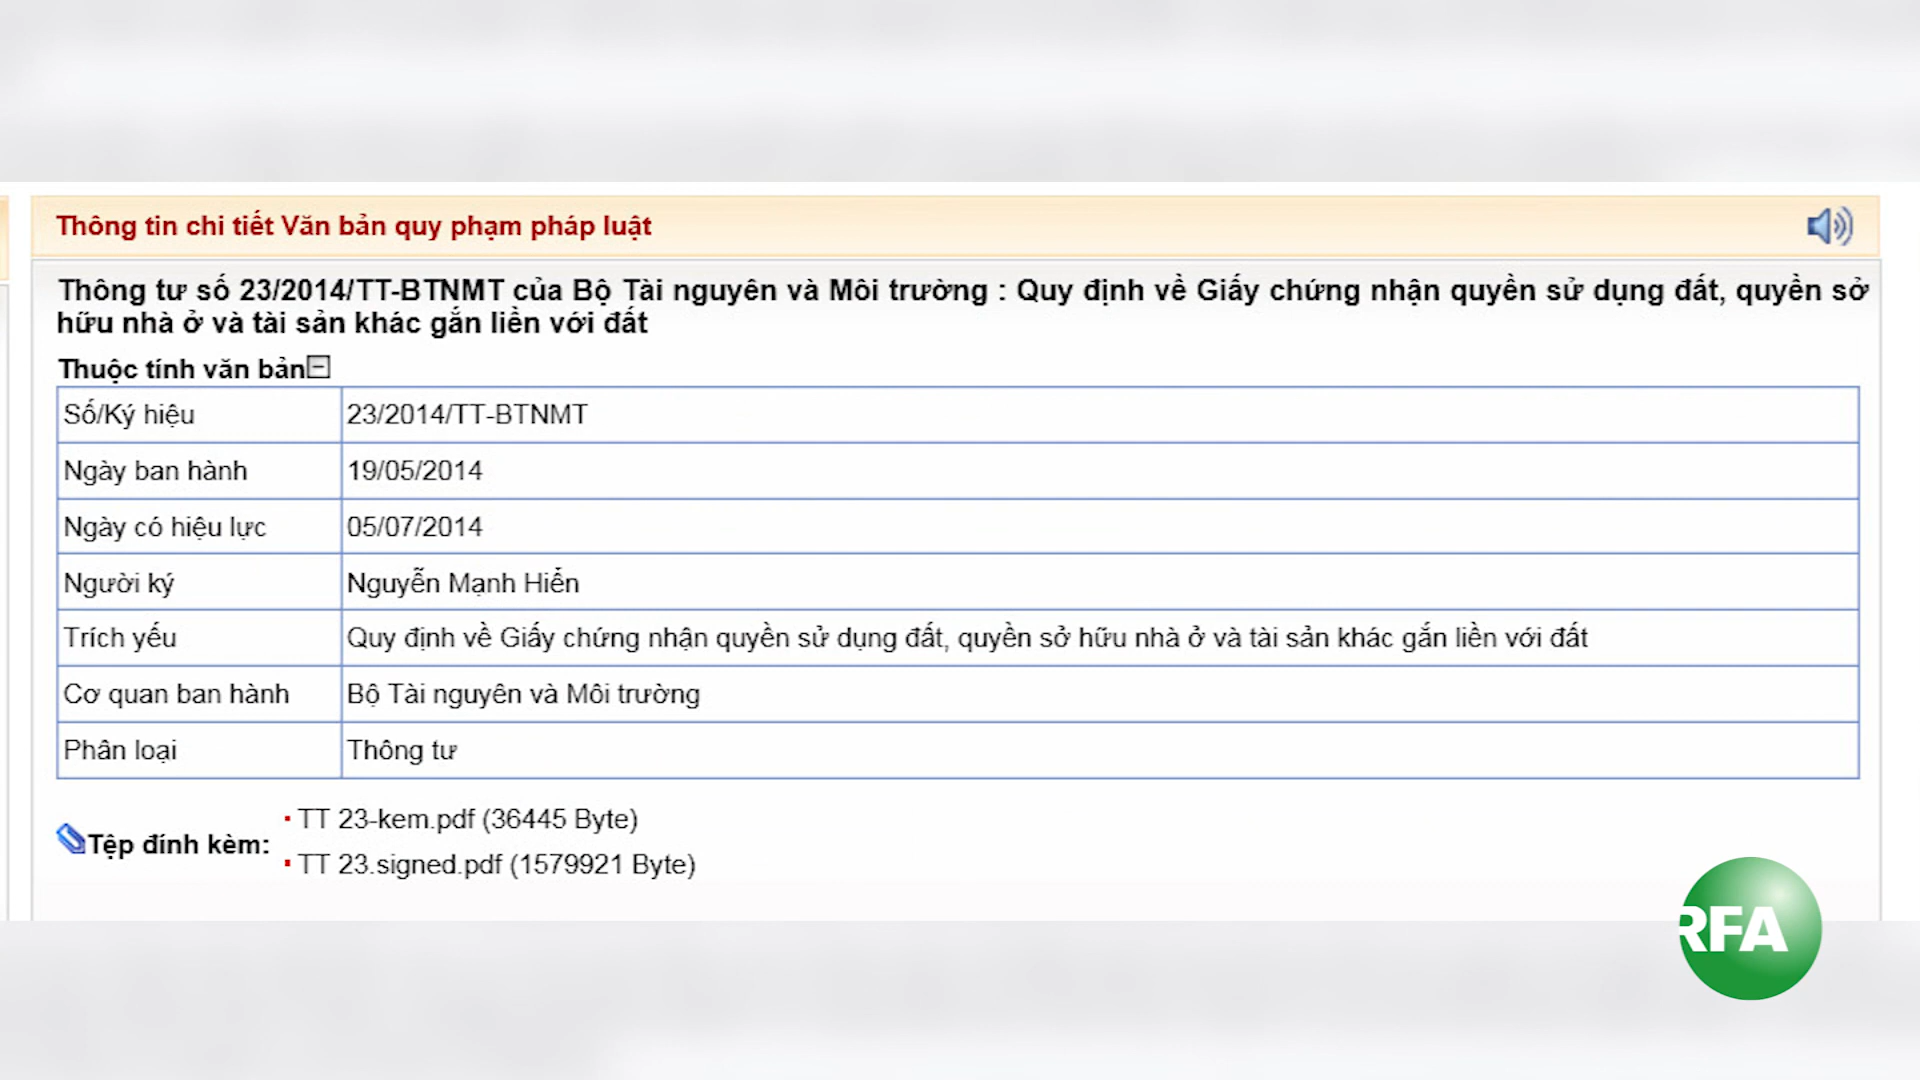 Thông tin chi tiết Văn bản quy phạm pháp luật
Thông tư số 23/2014/TT-BTNMT của Bộ Tài nguyên và Môi trường : Quy định về Giấy chứng nhận quyền sử dụng đất, quyền sở
hữu nhà ở và tài sản khác gắn liền với đất
Thuộc tính văn bản
Số/Ký hiệu 23/2014/TT-BTNMT
Ngày ban hành 19/05/2014
Ngày có hiệu lực 05/07/2014
Người ký Nguyễn Mạnh Hiển
Trích yếu Quy định về Giấy chứng nhận quyền sử dụng đất, quyền sở hữu nhà ở và tài sản khác gắn liền với đất
Cơ quan ban hành Bộ Tài nguyên và Môi trường
Phân loại Thông tư
Tệp đính kèm:
TT 23-kem.pdf (36445 Byte)
TT 23.signed.pdf (1579921 Byte)
RFA